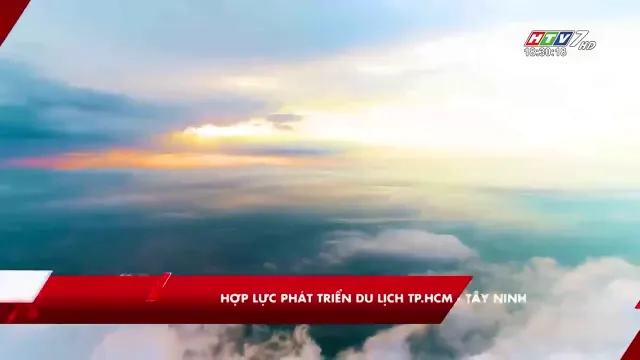 HTV7 HD
18:30:18
HỢP LỰC PHÁT TRIỂN DU LỊCH TP.HCM - TÂY NINH